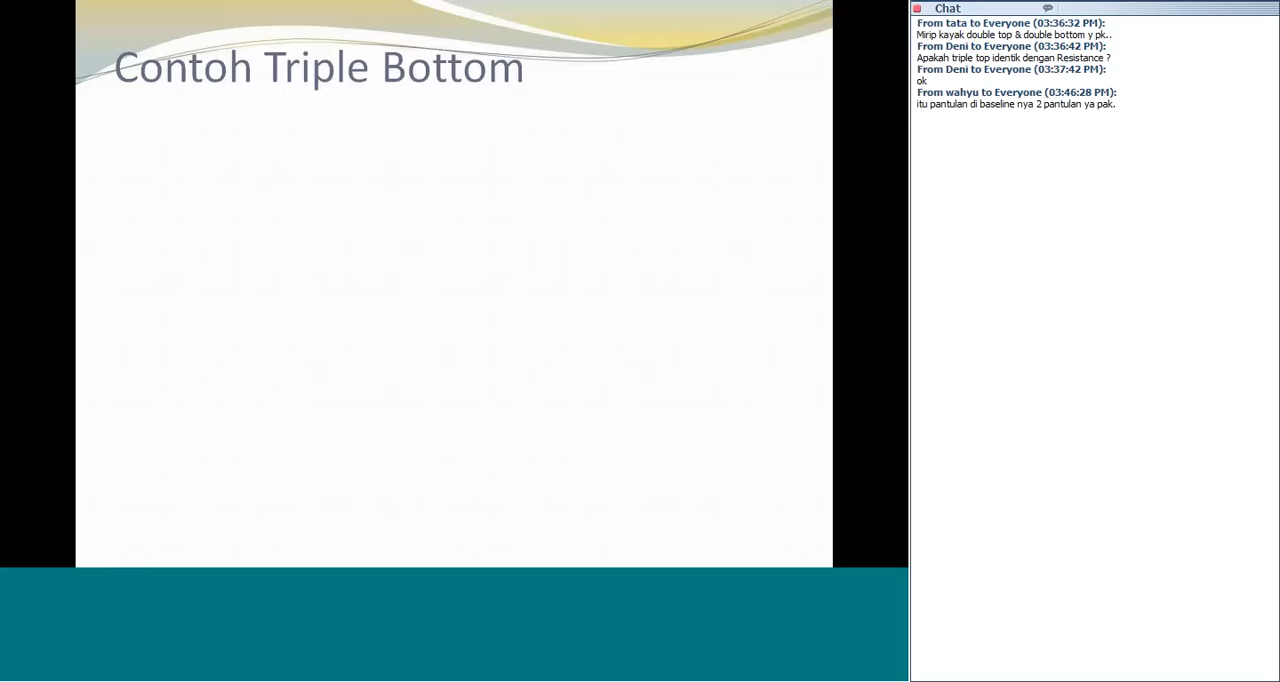 Contoh Triple Bottom
Chat
From tata to Everyone (03:36:32 PM):
Mirip kayak double top & double bottom y pk..
From Deni to Everyone (03:36:42 PM):
Apakah triple top identik dengan Resistance ?
From Deni to Everyone (03:37:42 PM):
ok
From wahyu to Everyone (03:46:28 PM):
itu pantulan di baseline nya 2 pantulan ya pak.